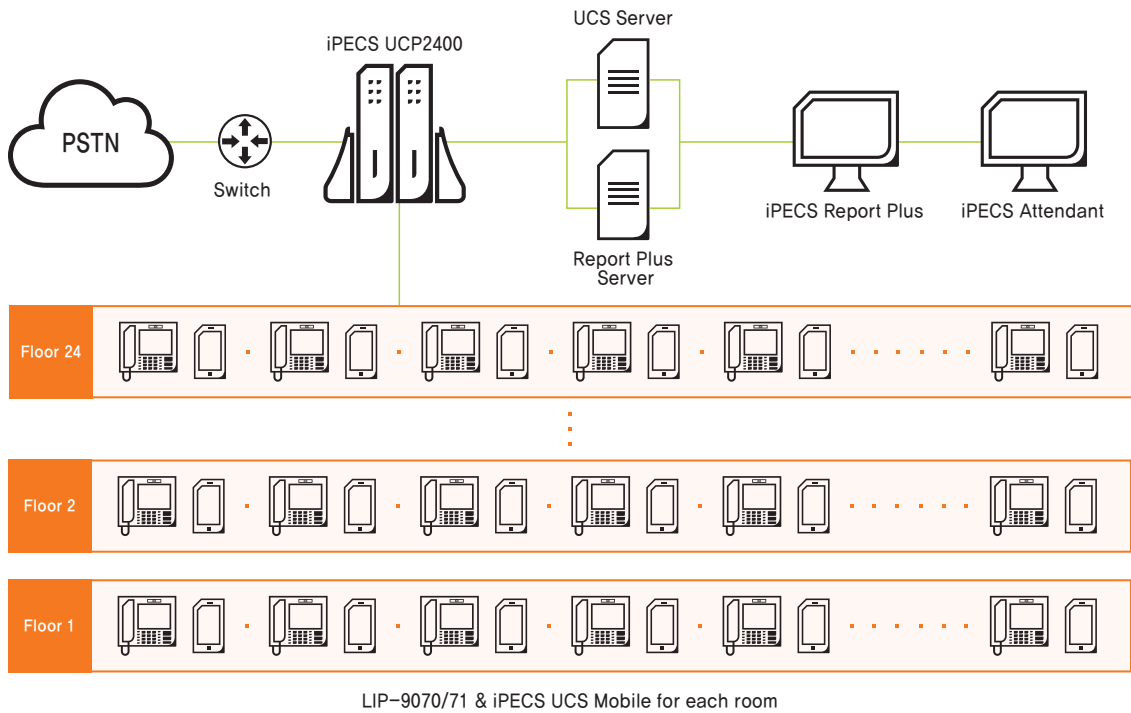 UCS Server
iPECS UCP2400
PSTN
Switch
iPECS Report Plus
iPECS Attendant
Report Plus
Server
Floor 24
Floor 2
Floor 1
LIP-9070/71 & iPECS UCS Mobile for each room